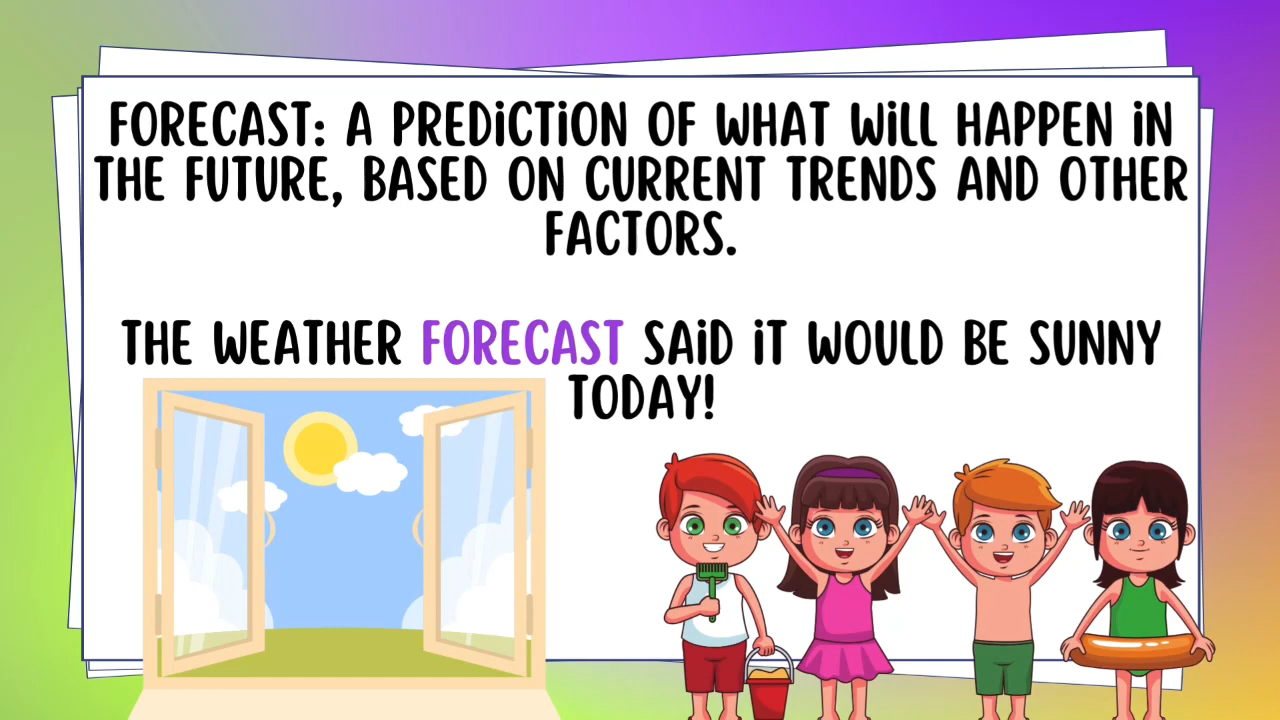 FORECAST: A PREDiCTiON OF WHAT WiLL HAPPEN iN
THE FUTURE, BASED ON CURRENT TRENDS AND OTHER
FACTORS.
THE WEATHER FORECAST SAiD iT WOULD BE SUNNY
TODAY!